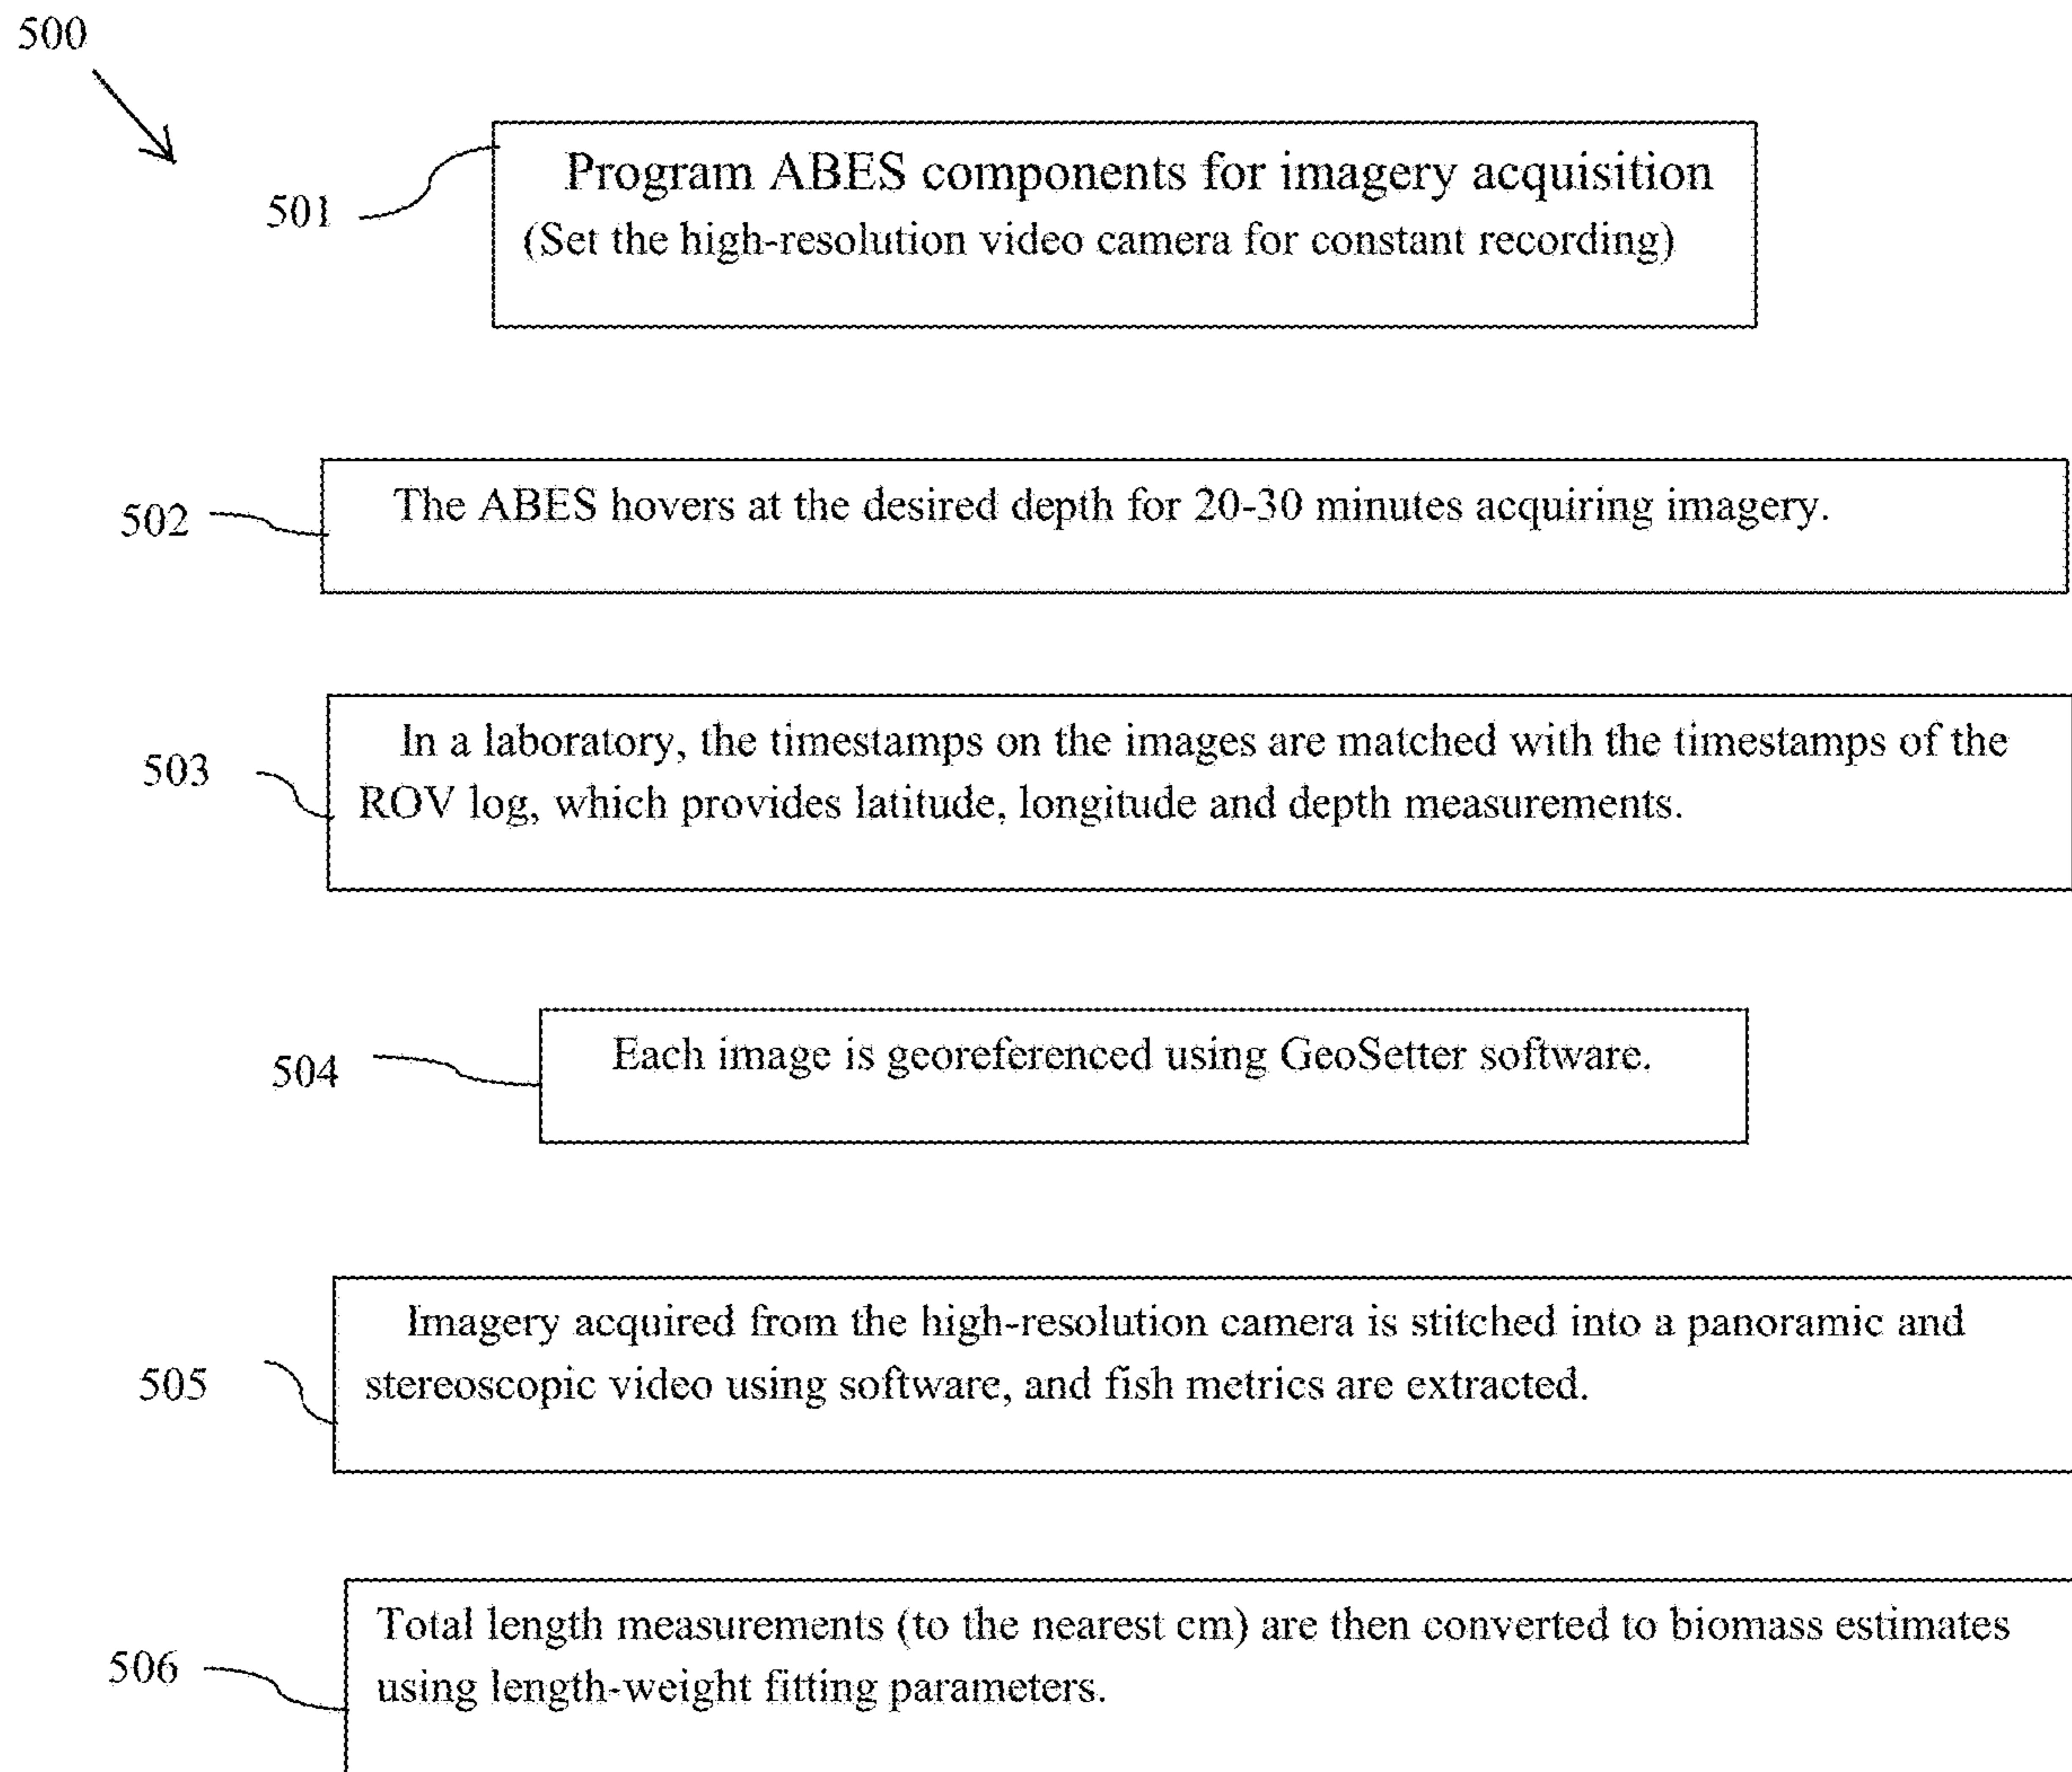 500
501
Program ABES components for imagery acquisition
(Set the high-resolution video camera for constant recording)
502
The ABES hovers at the desired depth for 20-30 minutes acquiring imagery.
503
In a laboratory, the timestamps on the images are matched with the timestamps of the
ROV log, which provides latitude, longitude and depth measurements.
504
Each image is georeferenced using GeoSetter software.
505
Imagery acquired from the high-resolution camera is stitched into a panoramic and
stereoscopic video using software, and fish metrics are extracted.
506
Total length measurements (to the nearest cm) are then converted to biomass estimates
using length-weight fitting parameters.